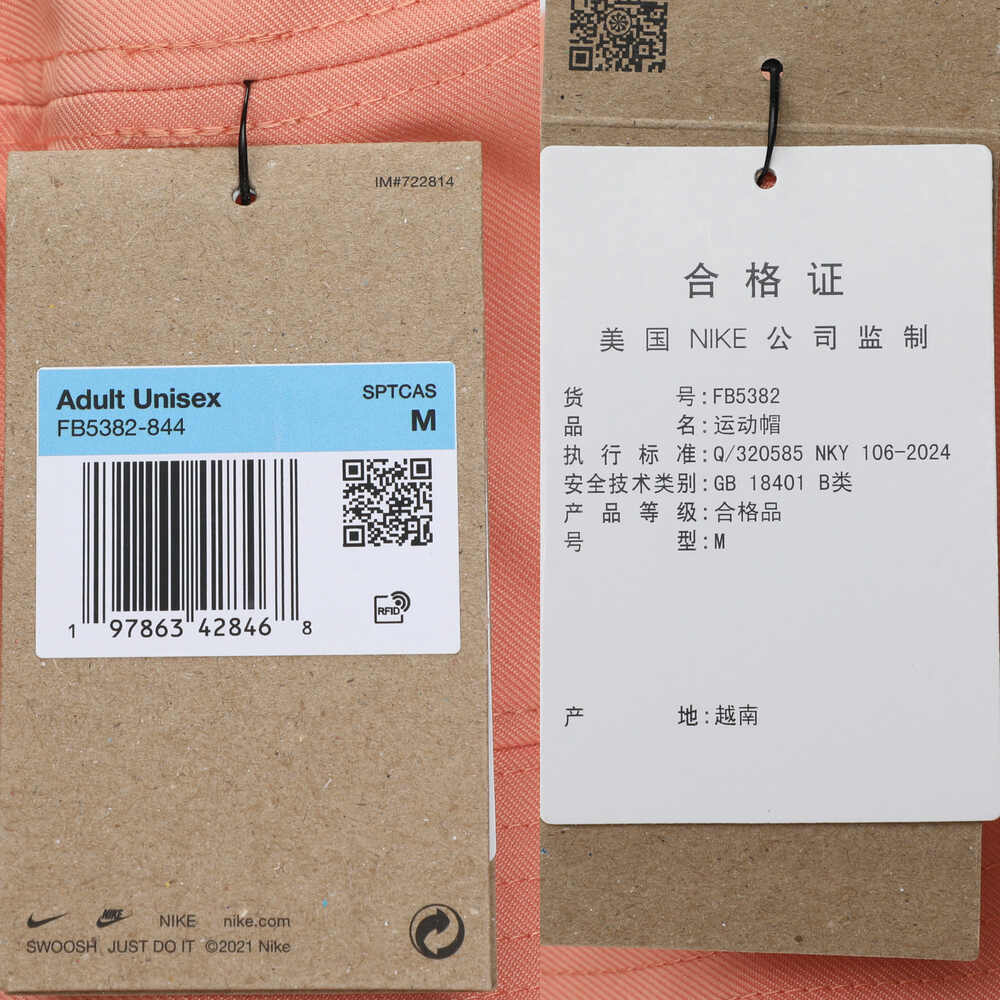 IM#722814
Adult Unisex
SPTCAS
FB5382-844
M
RFID
1 97863 42846 8
NIKE
NIKE nike.com
SWOOSH JUST DO IT ©2021 Nike
合格证
美国 NIKE 公司监制
货号:FB5382
品名:运动帽
执行标准:Q/320585 NKY 106-2024
安全技术类别:GB 18401 B类
产品等级:合格品
号型:M
产地:越南